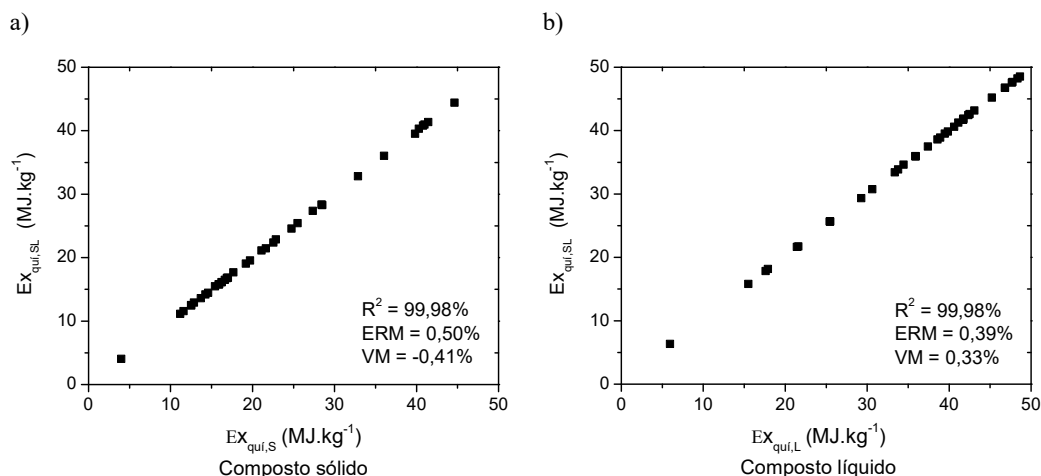 a)
50
40
30
20
10
0
Ex_quí,SL (MJ.kg⁻¹)
R² = 99,98%
ERM = 0,50%
VM = -0,41%
0 10 20 30 40 50
Ex_quí,S (MJ.kg⁻¹)
Composto sólido
b)
50
40
30
20
10
0
Ex_quí,SL (MJ.kg⁻¹)
R² = 99,98%
ERM = 0,39%
VM = 0,33%
0 10 20 30 40 50
Ex_quí,L (MJ.kg⁻¹)
Composto líquido